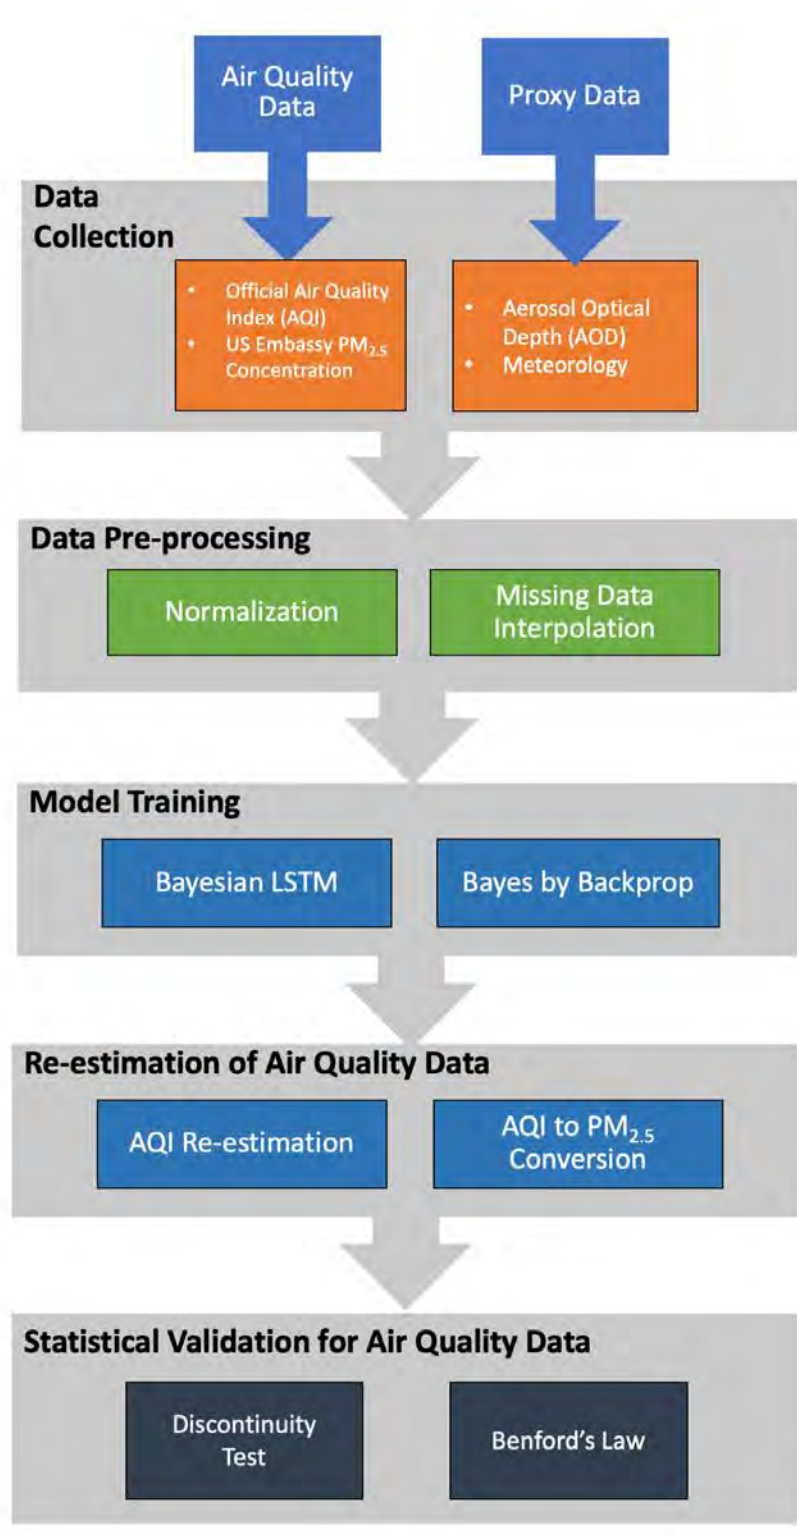 Air Quality
Data
Proxy Data
Data
Collection
• Official Air Quality
Index (AQI)
• US Embassy PM2.5
Concentration
• Aerosol Optical
Depth (AOD)
• Meteorology
Data Pre-processing
Normalization
Missing Data
Interpolation
Model Training
Bayesian LSTM
Bayes by Backprop
Re-estimation of Air Quality Data
AQI Re-estimation
AQI to PM2.5
Conversion
Statistical Validation for Air Quality Data
Discontinuity
Test
Benford’s Law